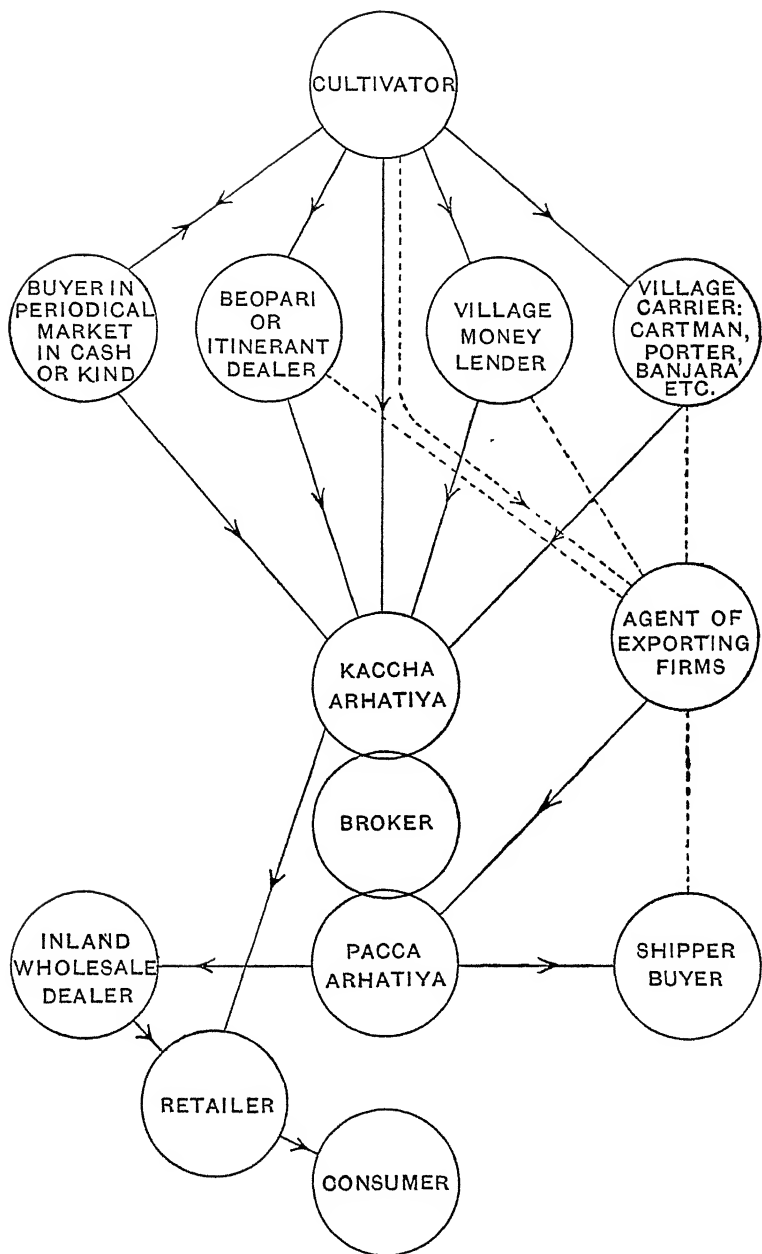 CULTIVATOR
BUYER IN
PERIODICAL
MARKET
IN CASH
OR KIND
BEOPARI
OR
ITINERANT
DEALER
VILLAGE
MONEY
LENDER
VILLAGE
CARRIER:
CARTMAN,
PORTER,
BANJARA
ETC.
AGENT OF
EXPORTING
FIRMS
KACCHA
ARHATIYA
BROKER
INLAND
WHOLESALE
DEALER
PACCA
ARHATIYA
SHIPPER
BUYER
RETAILER
CONSUMER